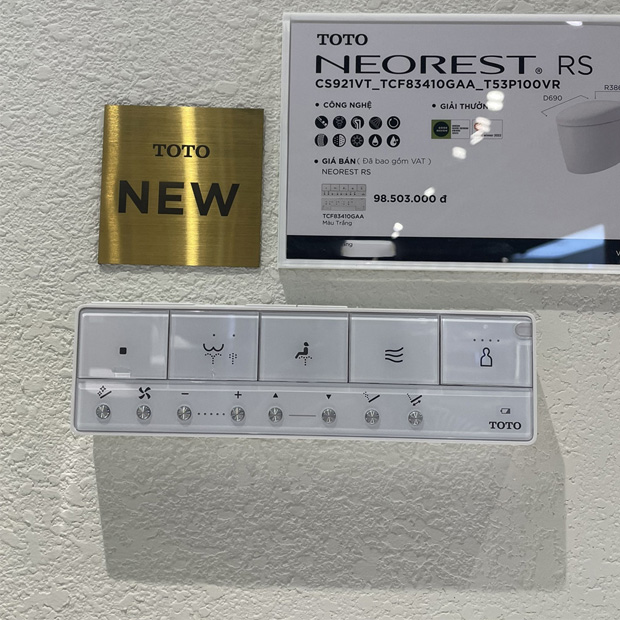 TOTO
NEW
TOTO
NEOREST® RS
CS921VT_TCF83410GAA_T53P100VR
• CÔNG NGHỆ
• GIẢI THƯỞNG
D690
• GIÁ BÁN ( Đã bao gồm VAT )
NEOREST RS
98.503.000 đ
TCF83410GAA
Màu Trắng
TOTO